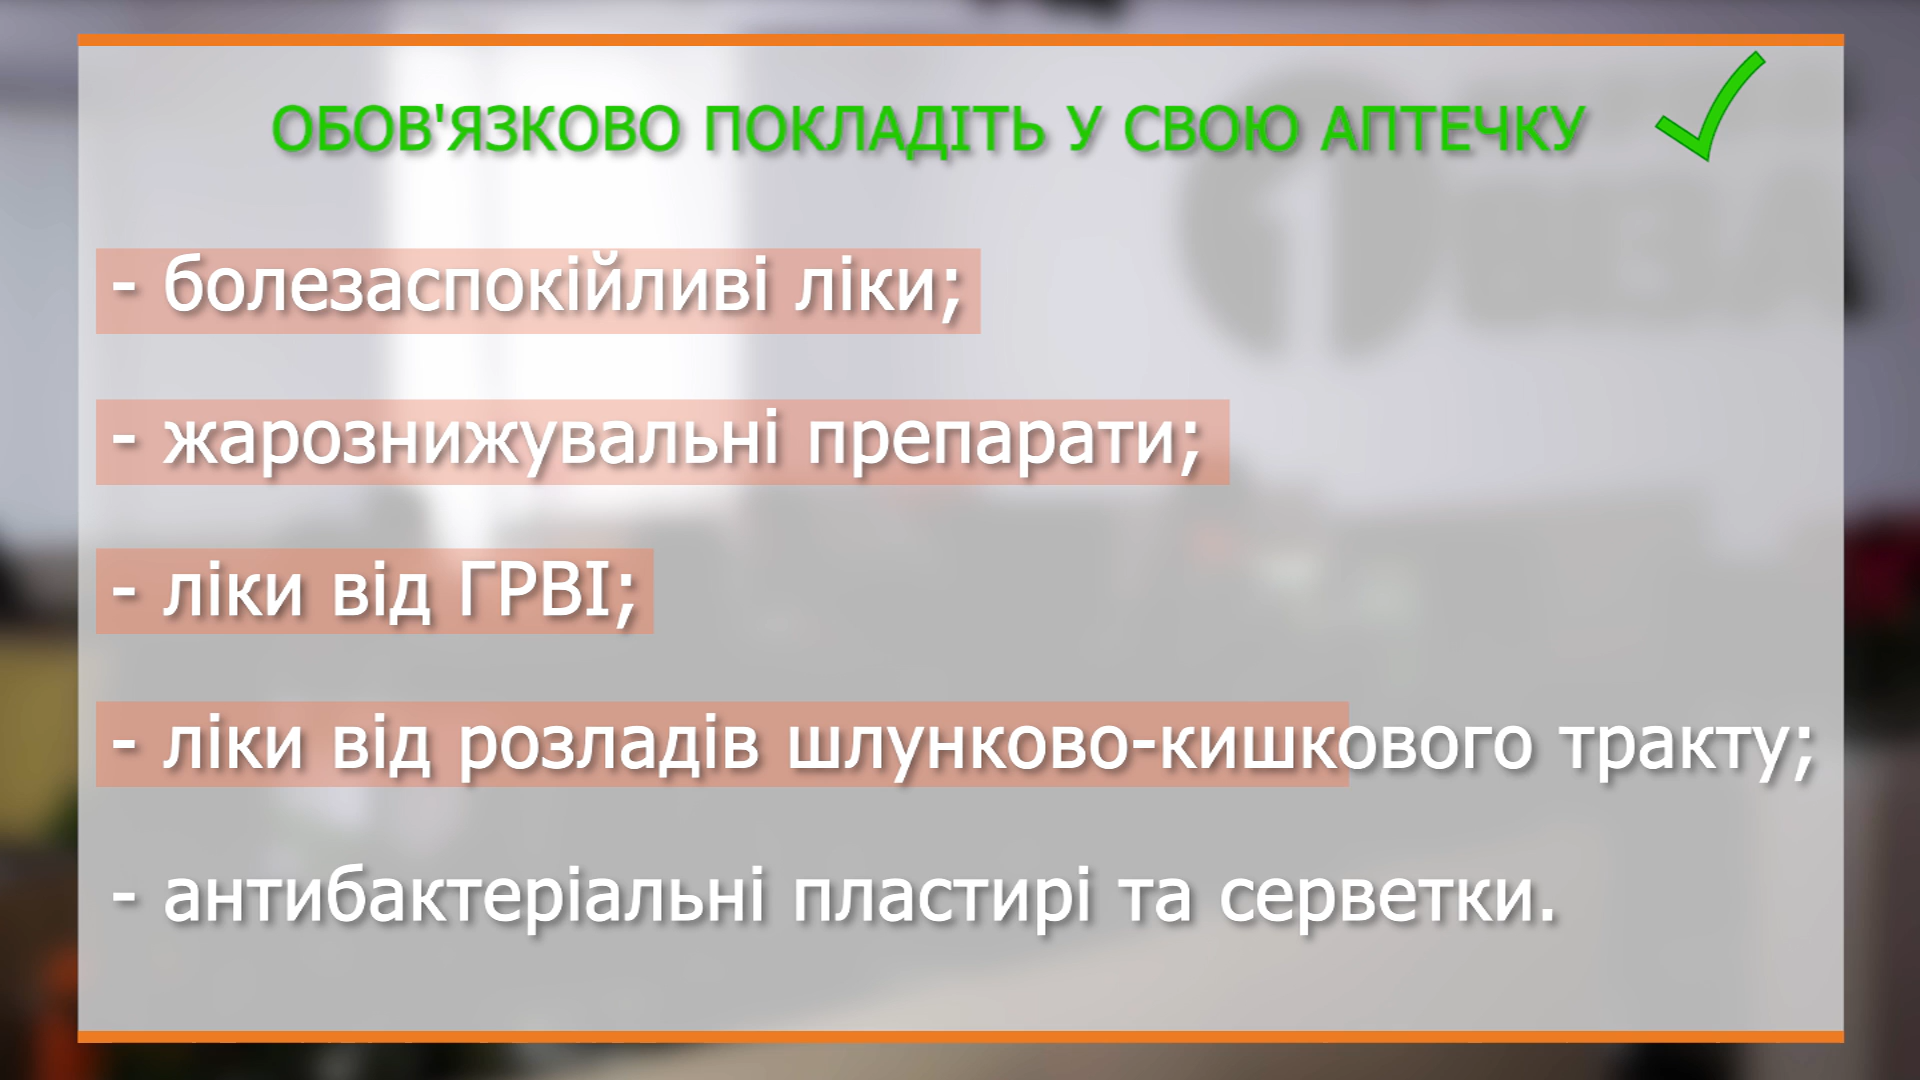 ОБОВ'ЯЗКОВО ПОКЛАДІТЬ У СВОЮ АПТЕЧКУ
- болезаспокійливі ліки;
- жарознижувальні препарати;
- ліки від ГРВІ;
- ліки від розладів шлунково-кишкового тракту;
- антибактеріальні пластирі та серветки.